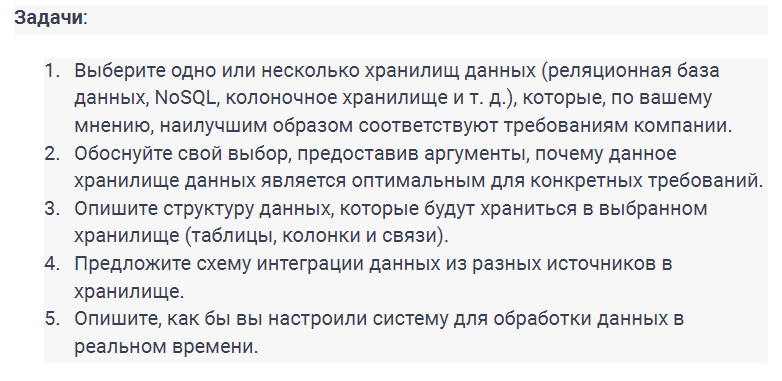 Задачи:
1. Выберите одно или несколько хранилищ данных (реляционная база
данных, NoSQL, колоночное хранилище и т. д.), которые, по вашему
мнению, наилучшим образом соответствуют требованиям компании.
2. Обоснуйте свой выбор, предоставив аргументы, почему данное
хранилище данных является оптимальным для конкретных требований.
3. Опишите структуру данных, которые будут храниться в выбранном
хранилище (таблицы, колонки и связи).
4. Предложите схему интеграции данных из разных источников в
хранилище.
5. Опишите, как бы вы настроили систему для обработки данных в
реальном времени.